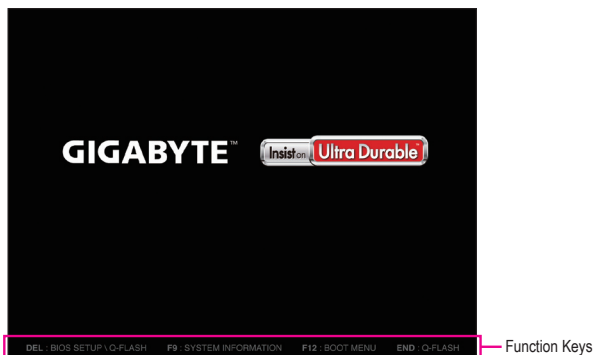 GIGABYTE™
Insist on Ultra Durable™
DEL : BIOS SETUP \ Q-FLASH F9 : SYSTEM INFORMATION F12 : BOOT MENU END : Q-FLASH
Function Keys